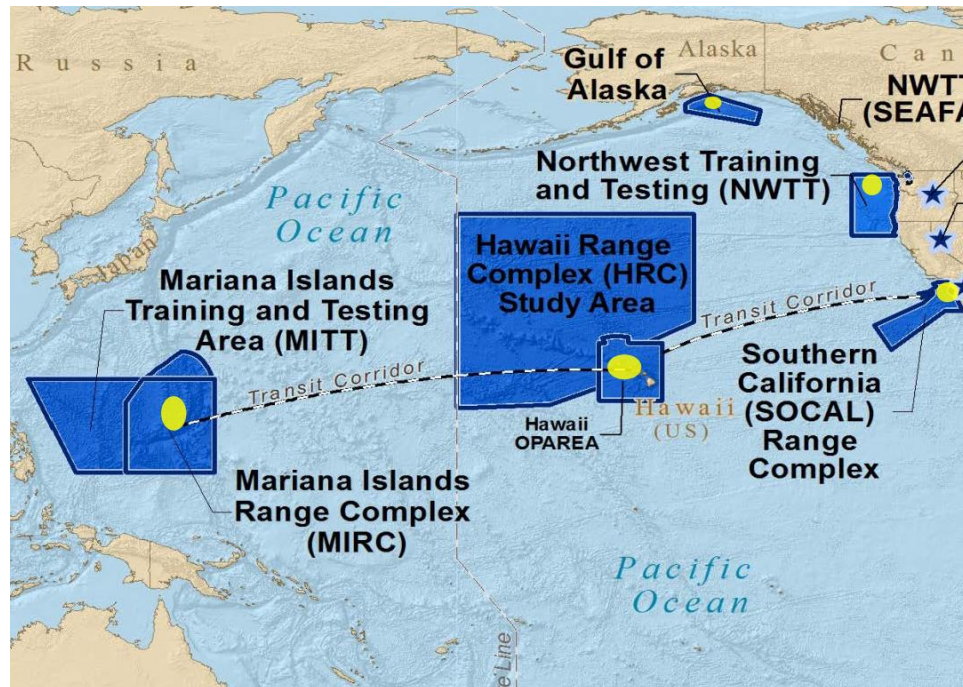 Russia
Alaska
Can
Gulf of
Alaska
NWTT
(SEAFA
Northwest Training
and Testing (NWTT)
Pacific
Ocean
Japan
Hawaii Range
Complex (HRC)
Study Area
Mariana Islands
Training and Testing
Area (MITT)
Transit Corridor
Transit Corridor
Southern
California
(SOCAL)
Range
Complex
Hawaii
(US)
Hawaii
OPAREA
Mariana Islands
Range Complex
(MIRC)
Pacific
Ocean
e Line